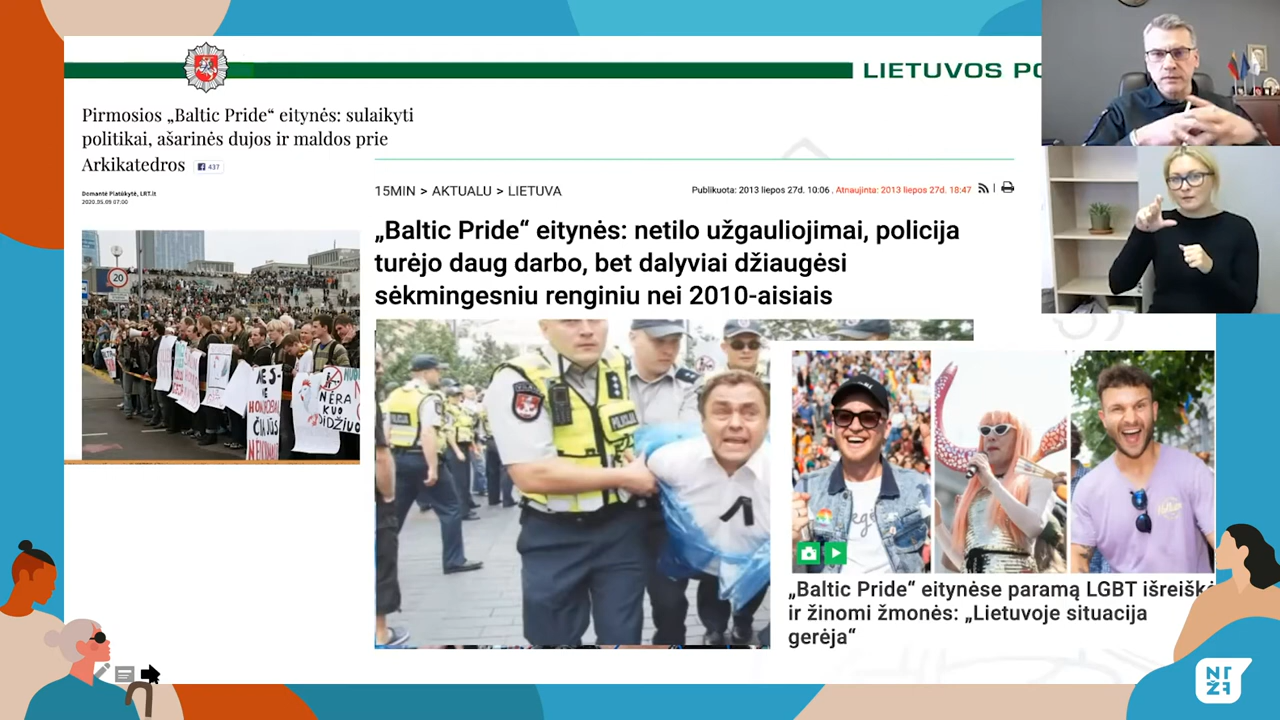 LIETUVOS PO
Pirmosios „Baltic Pride“ eitynės: sulaikyti
politikai, ašarinės dujos ir maldos prie
Arkikatedros
437
Domantė Platūkytė, LRT.lt
2020.05.09 07:00
20
NĖRA
KUO
15MIN > AKTUALU > LIETUVA
Publikuota: 2013 liepos 27d. 10:06 , Atnaujinta: 2013 liepos 27d. 18:47
„Baltic Pride“ eitynės: netilo užgauliojimai, policija
turėjo daug darbo, bet dalyviai džiaugėsi
sėkmingesniu renginiu nei 2010-aisiais
POLICIJA
„Baltic Pride“ eitynėse paramą LGBT išreiškė
ir žinomi žmonės: „Lietuvoje situacija
gerėja“